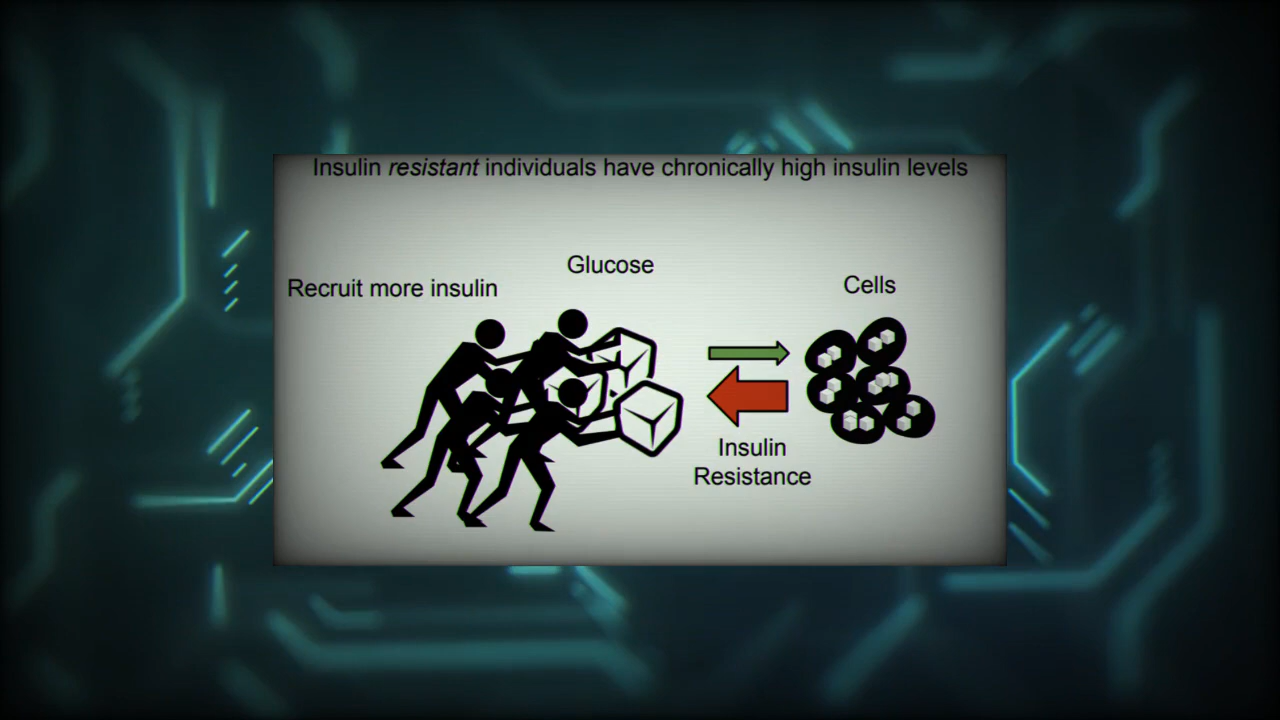 Insulin resistant individuals have chronically high insulin levels
Glucose
Recruit more insulin
Cells
Insulin
Resistance